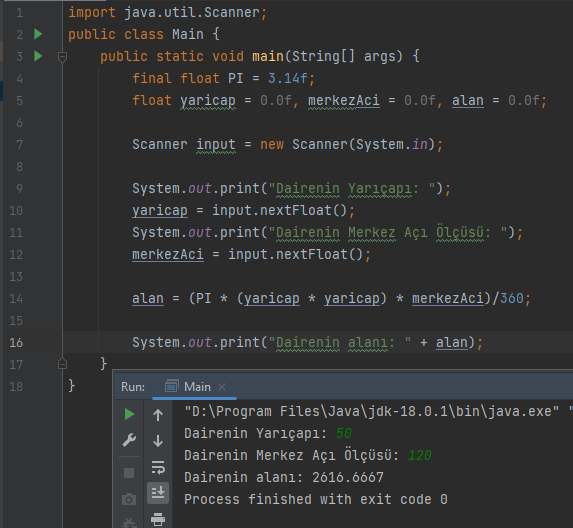 1 import java.util.Scanner;
2 public class Main {
3 public static void main(String[] args) {
4 final float PI = 3.14f;
5 float yaricap = 0.0f, merkezAci = 0.0f, alan = 0.0f;
6
7 Scanner input = new Scanner(System.in);
8
9 System.out.print("Dairenin Yarıçapı: ");
10 yaricap = input.nextFloat();
11 System.out.print("Dairenin Merkez Açı Ölçüsü: ");
12 merkezAci = input.nextFloat();
13
14 alan = (PI * (yaricap * yaricap) * merkezAci)/360;
15
16 System.out.print("Dairenin alanı: " + alan);
17 }
18 }
Run: Main ×
"D:\Program Files\Java\jdk-18.0.1\bin\java.exe" "
Dairenin Yarıçapı: 50
Dairenin Merkez Açı Ölçüsü: 120
Dairenin alanı: 2616.6667
Process finished with exit code 0